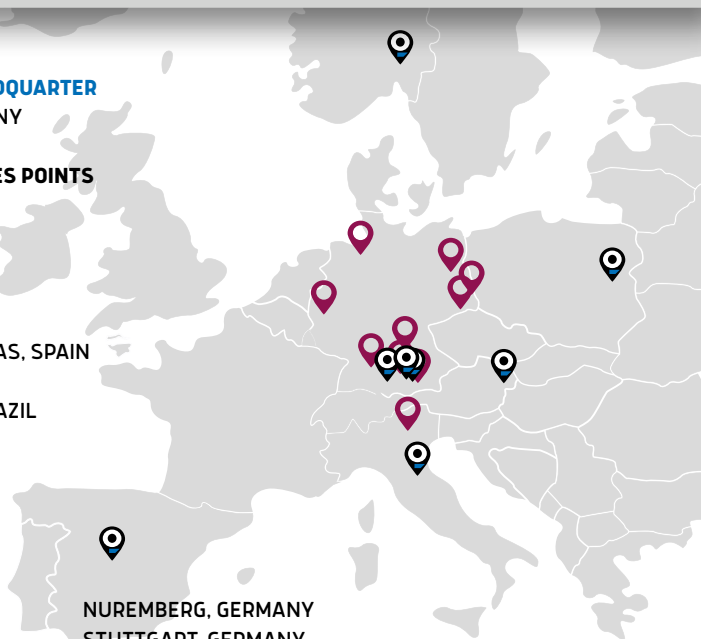 DQUARTER
NY
ES POINTS
AS, SPAIN
AZIL
NUREMBERG, GERMANY
STUTTGART, GERMANY